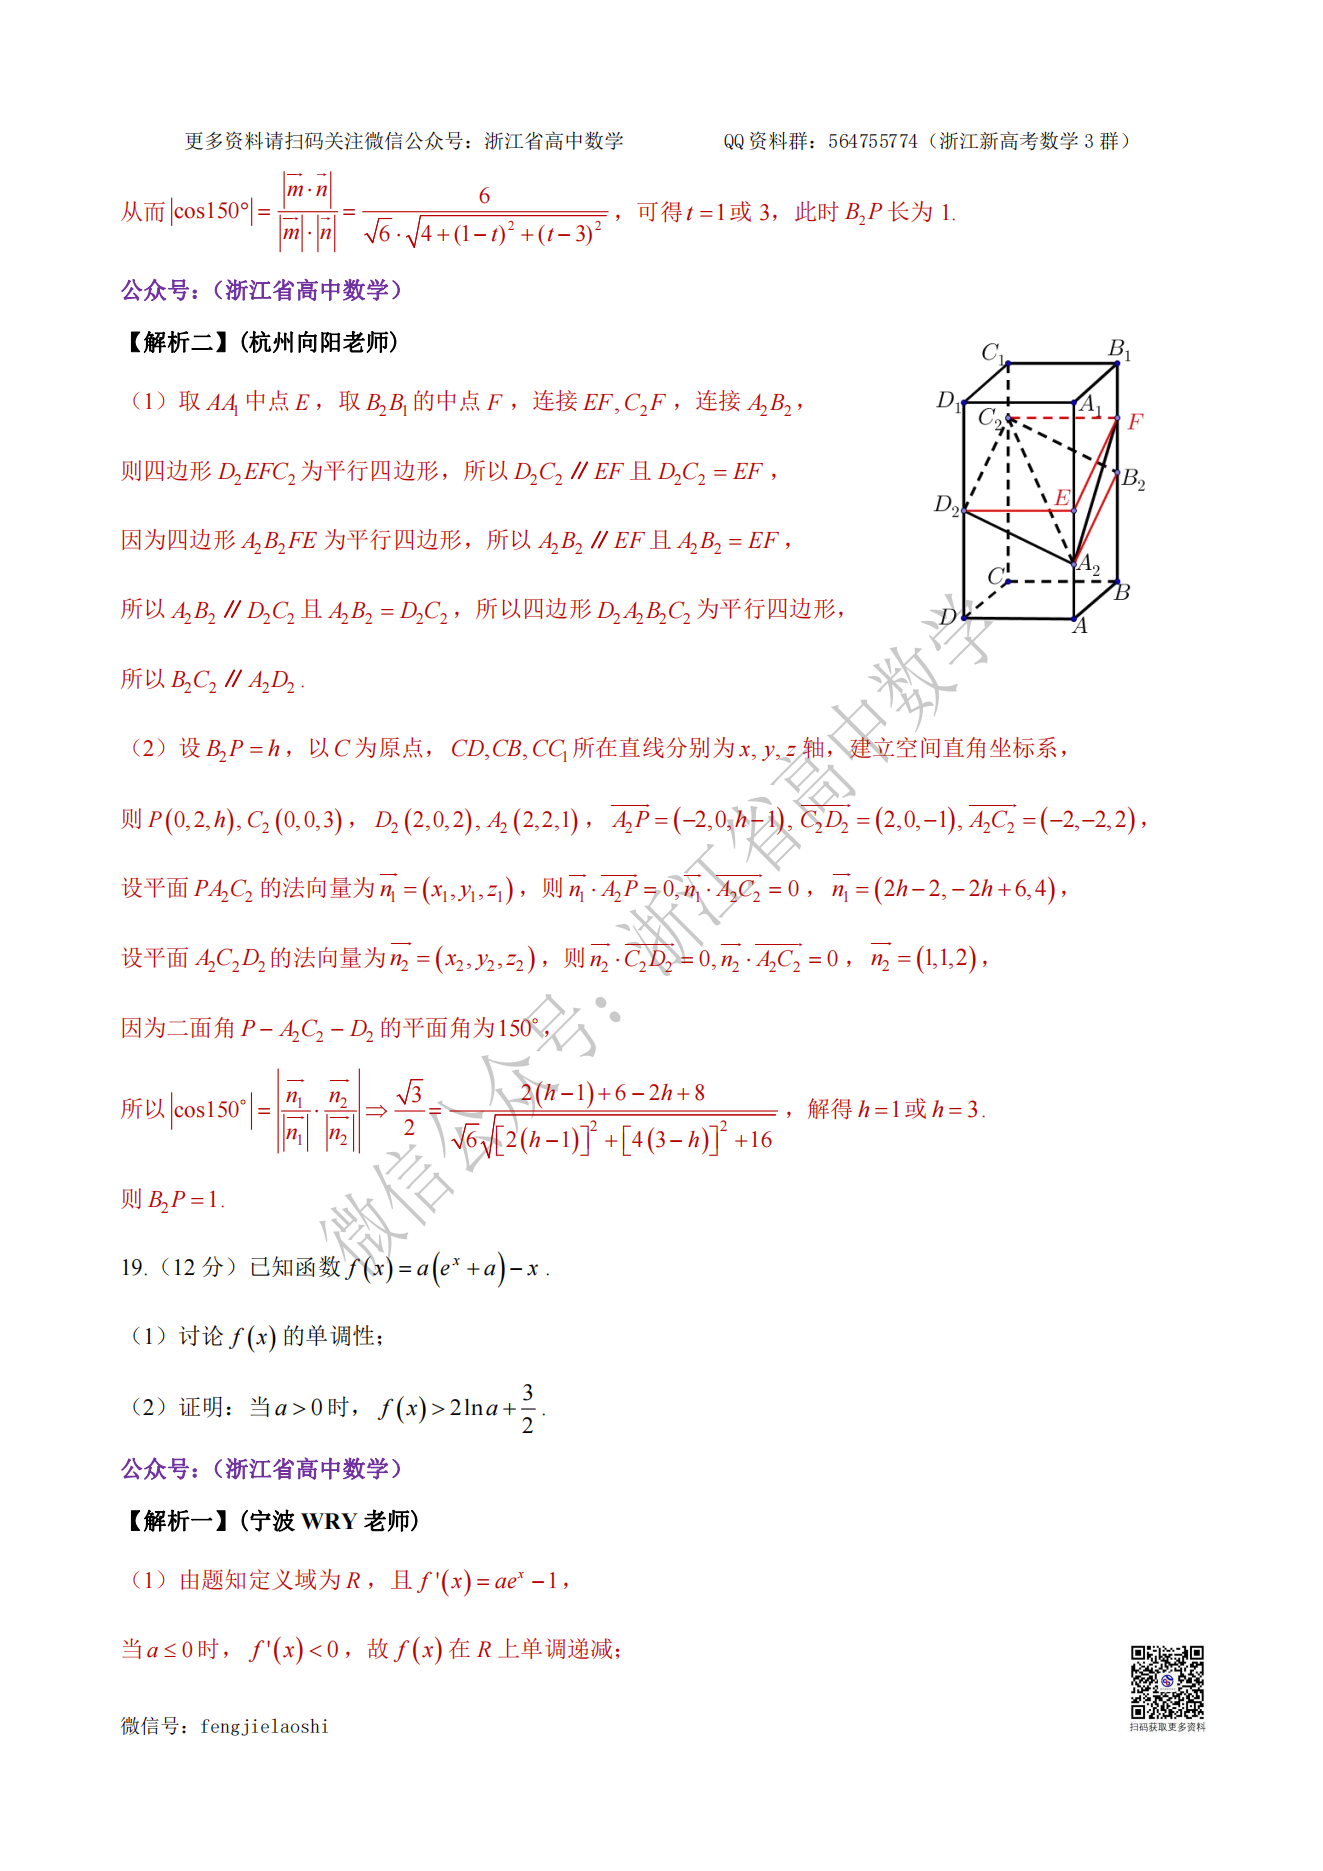 更多资料请扫码关注微信公众号：浙江省高中数学 QQ资料群：564755774（浙江新高考数学3群）
从而|cos150°|=|m⃗·n⃗|/(|m⃗|·|n⃗|)=6/(√6·√(4+(1−t)²+(t−3)²))，可得t=1或 3，此时B₂P长为 1.
公众号：（浙江省高中数学）
【解析二】(杭州向阳老师)
（1）取AA₁中点E，取B₂B₁的中点F，连接EF,C₂F，连接A₂B₂，
则四边形D₂EFC₂为平行四边形，所以D₂C₂∥EF且D₂C₂=EF，
因为四边形A₂B₂FE为平行四边形，所以A₂B₂∥EF且A₂B₂=EF，
所以A₂B₂∥D₂C₂且A₂B₂=D₂C₂，所以四边形D₂A₂B₂C₂为平行四边形，
所以B₂C₂∥A₂D₂.
C₁
B₁
D₁
A₁
C₂
F
B₂
D₂
E
A₂
C
B
D
A
（2）设B₂P=h，以C为原点，CD,CB,CC₁所在直线分别为x,y,z轴，建立空间直角坐标系，
则P(0,2,h),C₂(0,0,3)，D₂(2,0,2),A₂(2,2,1)，A₂P⃗=(−2,0,h−1),C₂D₂⃗=(2,0,−1),A₂C₂⃗=(−2,−2,2)，
设平面PA₂C₂的法向量为n₁⃗=(x₁,y₁,z₁)，则n₁⃗·A₂P⃗=0,n₁⃗·A₂C₂⃗=0，n₁⃗=(2h−2,−2h+6,4)，
设平面A₂C₂D₂的法向量为n₂⃗=(x₂,y₂,z₂)，则n₂⃗·C₂D₂⃗=0,n₂⃗·A₂C₂⃗=0，n₂⃗=(1,1,2)，
因为二面角P−A₂C₂−D₂的平面角为150°，
所以|cos150°|=|n₁⃗/|n₁⃗|·n₂⃗/|n₂⃗||⇒√3/2=(2(h−1)+6−2h+8)/(√6√([2(h−1)]²+[4(3−h)]²+16))，解得h=1或h=3.
则B₂P=1.
19.（12 分）已知函数f(x)=a(eˣ+a)−x.
（1）讨论f(x)的单调性；
（2）证明：当a>0时，f(x)>2lna+3/2.
公众号：（浙江省高中数学）
【解析一】(宁波 WRY 老师)
（1）由题知定义域为R，且f'(x)=aeˣ−1，
当a≤0时，f'(x)<0，故f(x)在R上单调递减；
微信公众号：浙江省高中数学
微信号：fengjielaoshi
扫码获取更多资料